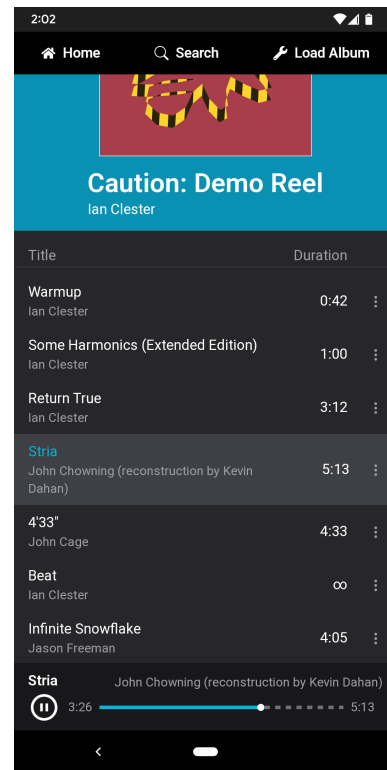 2:02
Home Search Load Album
Caution: Demo Reel
Ian Clester
Title Duration
Warmup 0:42
Ian Clester
Some Harmonics (Extended Edition) 1:00
Ian Clester
Return True 3:12
Ian Clester
Stria 5:13
John Chowning (reconstruction by Kevin
Dahan)
4'33" 4:33
John Cage
Beat ∞
Ian Clester
Infinite Snowflake 4:05
Jason Freeman
Stria John Chowning (reconstruction by Kevin Dahan)
3:26 5:13